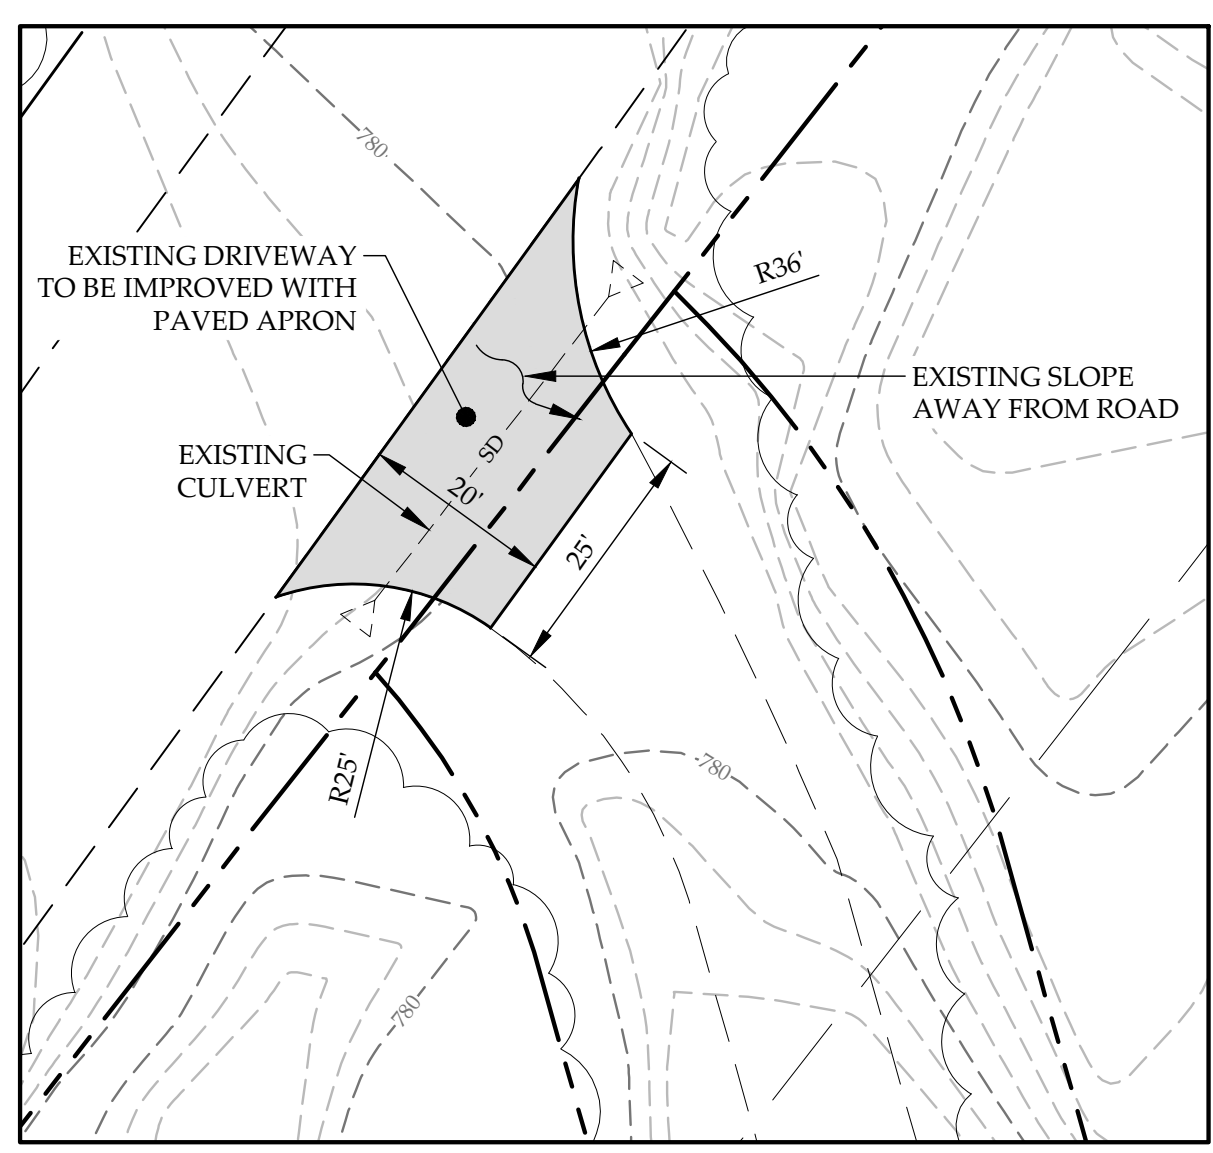 780
EXISTING DRIVEWAY
TO BE IMPROVED WITH
PAVED APRON
R36'
EXISTING SLOPE
AWAY FROM ROAD
EXISTING
CULVERT
SD
20'
25'
R25'
780
780